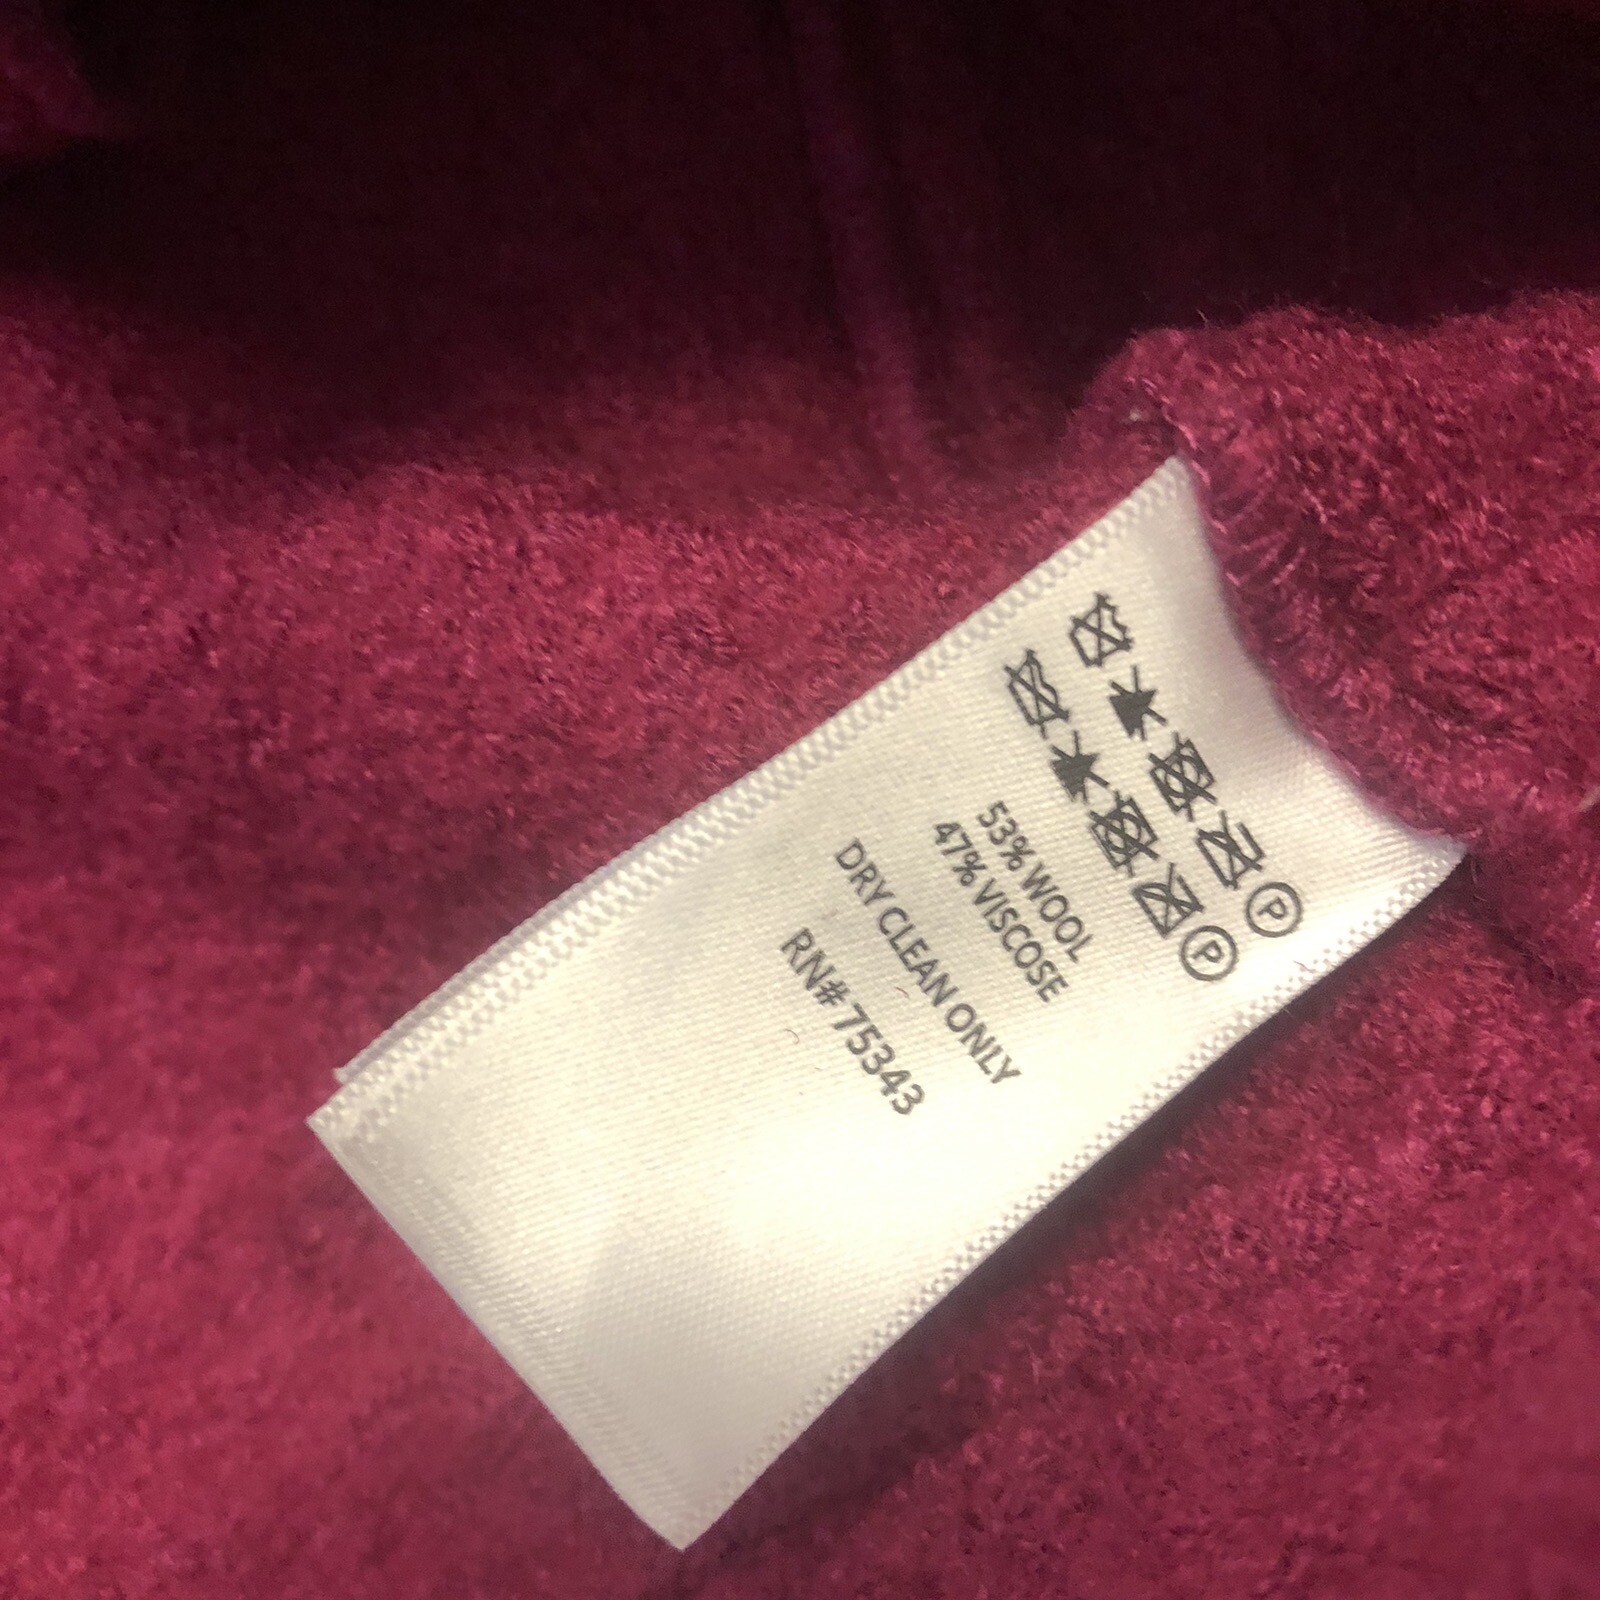 P
P
53% WOOL
47% VISCOSE
DRY CLEAN ONLY
RN# 75343